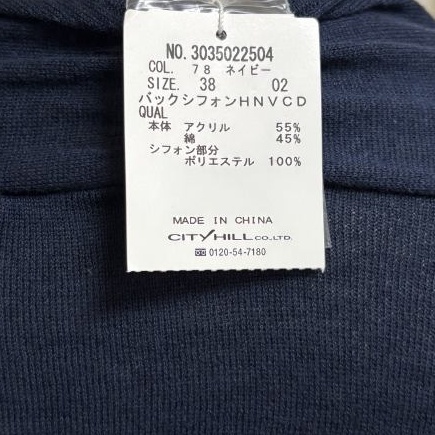 NO. 3035022504
COL. 78 ネイビー
SIZE. 38 02
バックシフォンHNVCD
QUAL
本体 アクリル 55%
綿 45%
シフォン部分
ポリエステル 100%
MADE IN CHINA
CITY HILL CO.,LTD.
0120-54-7180